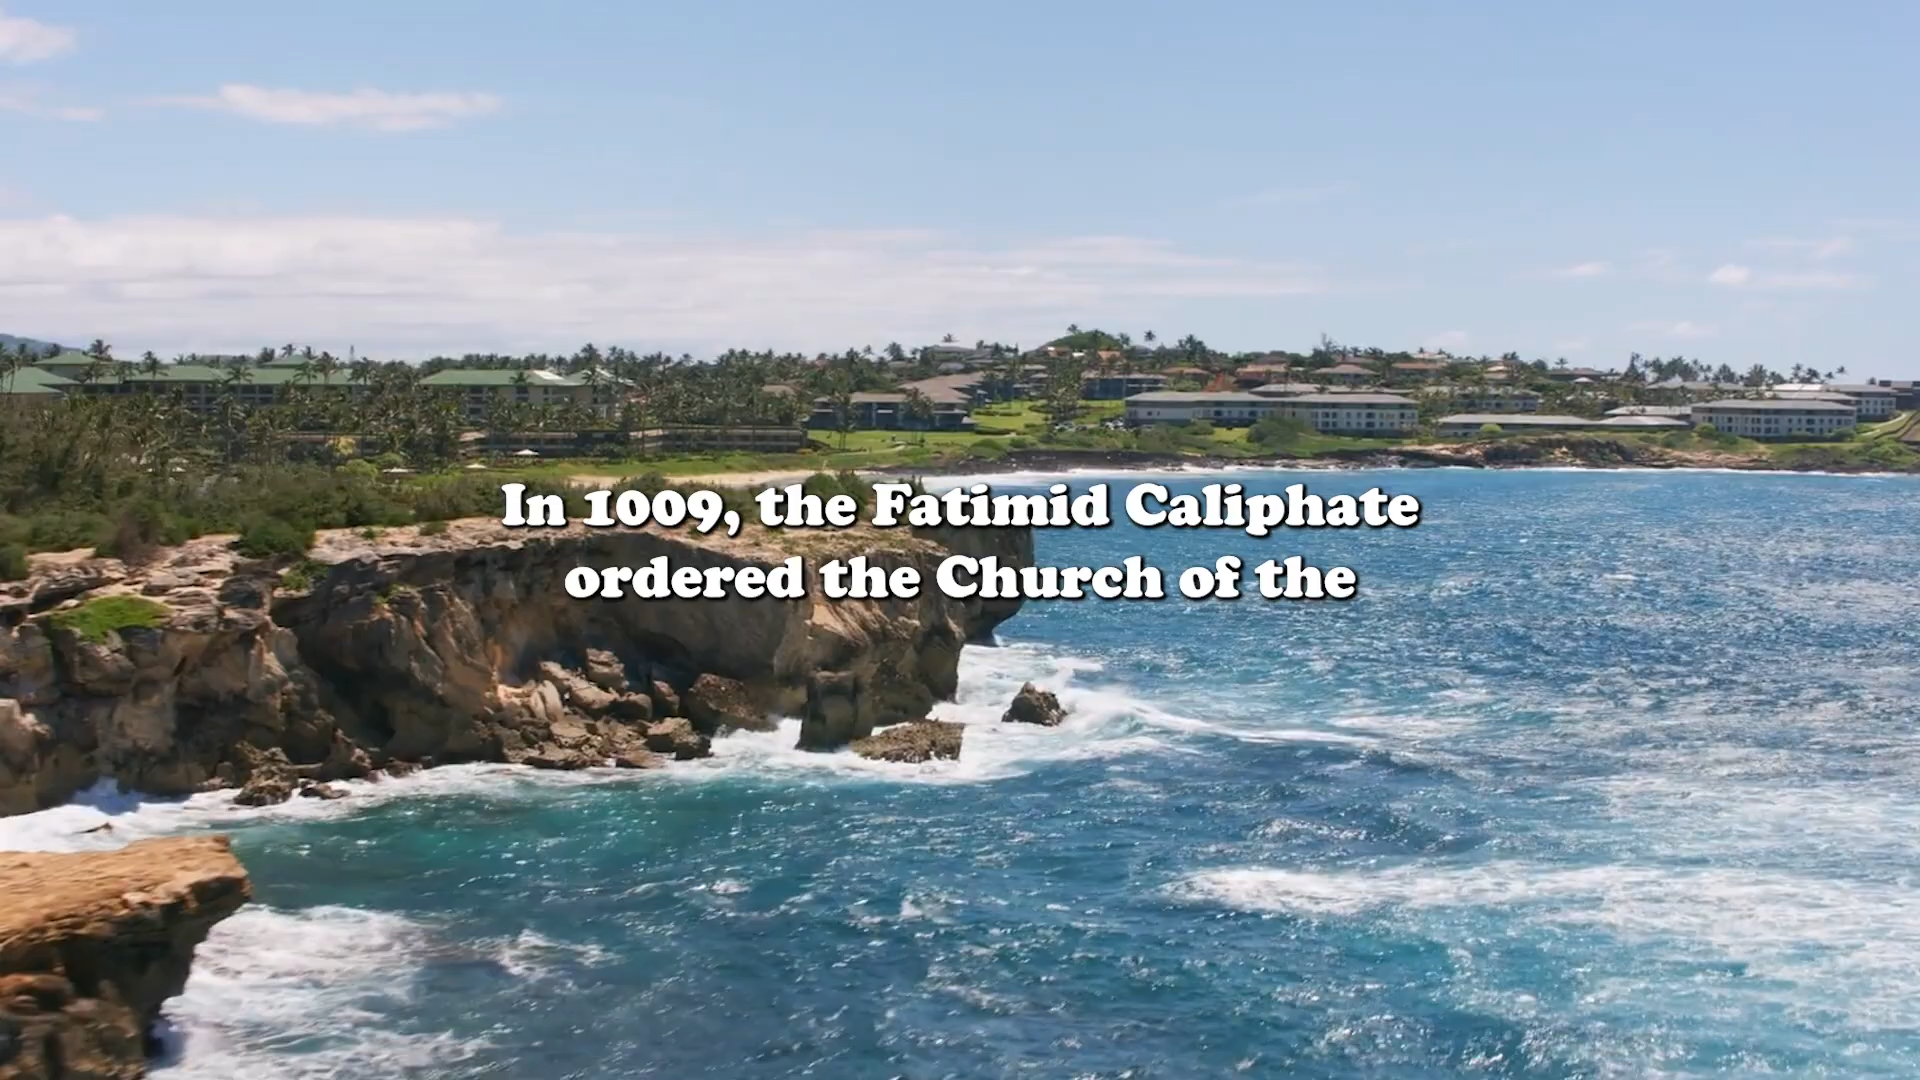 In 1009, the Fatimid Caliphate
ordered the Church of the